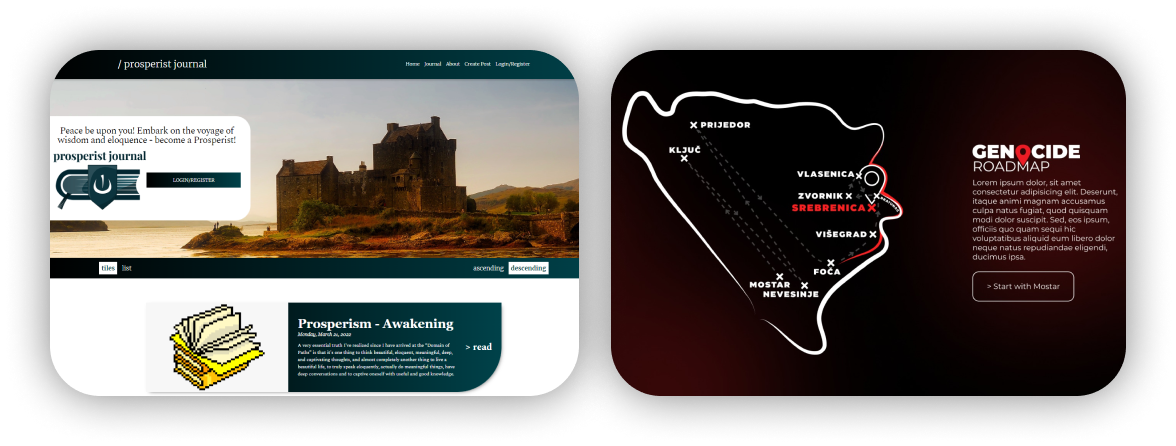 / prosperist journal
Home Journal About Create Post Login/Register
Peace be upon you! Embark on the voyage of
wisdom and eloquence - become a Prosperist!
prosperist journal
LOGIN/REGISTER
tiles list
ascending descending
Prosperism - Awakening
Monday, March 21, 2022
A very essential truth I've realized since I have arrived at the "Domain of
Paths" is that it's one thing to think beautiful, eloquent, meaningful, deep,
and captivating thoughts, and almost completely another thing to live a
beautiful life, to truly speak eloquently, actually do meaningful things, have
deep conversations and to captive oneself with useful and good knowledge.
> read
PRIJEDOR
KLJUČ
VLASENICA
ZVORNIK
SREBRENICA
VIŠEGRAD
FOČA
MOSTAR
NEVESINJE
GENOCIDE
ROADMAP
Lorem ipsum dolor, sit amet
consectetur adipisicing elit. Deserunt,
itaque animi magnam accusamus
culpa natus fugiat, quod quisquam
modi dolor suscipit. Sed, eos ipsum,
officiis quo quam sequi hic
voluptatibus aliquid eum libero dolor
neque natus repudiandae eligendi,
ducimus ipsa.
> Start with Mostar